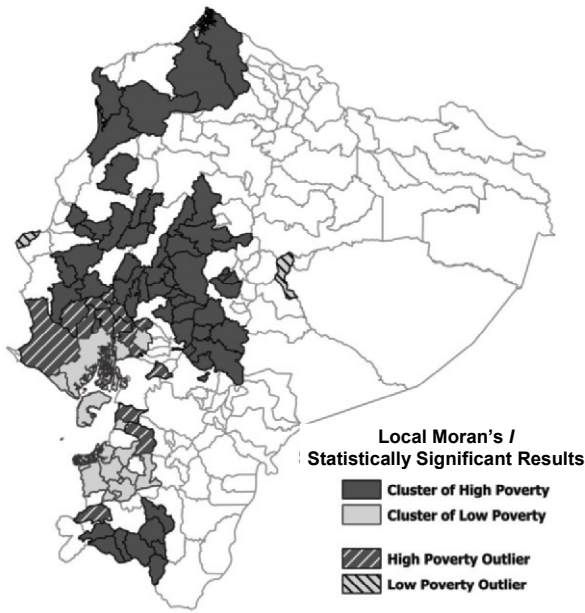 Local Moran's I
Statistically Significant Results
Cluster of High Poverty
Cluster of Low Poverty
High Poverty Outlier
Low Poverty Outlier